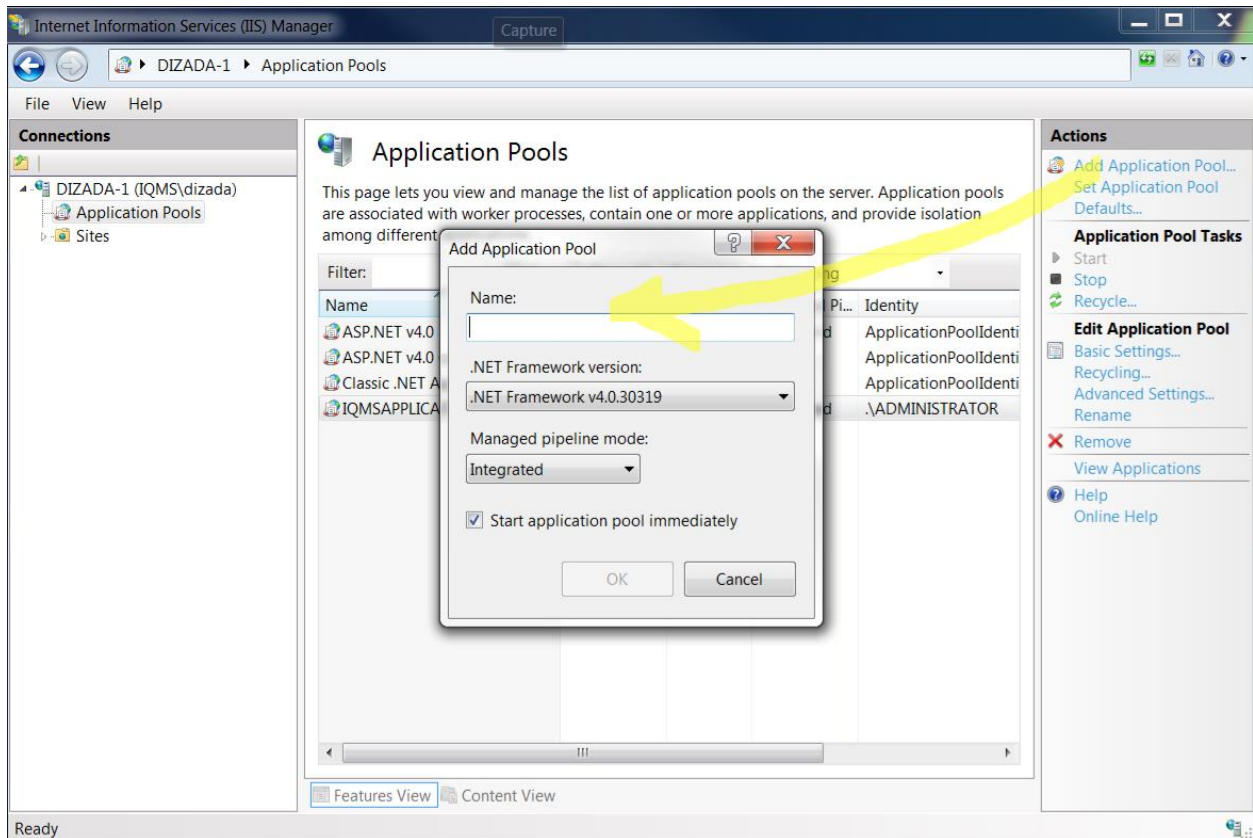 Internet Information Services (IIS) Manager
Capture
DIZADA-1 Application Pools
File View Help
Connections
DIZADA-1 (IQMS\dizada)
Application Pools
Sites
Application Pools
This page lets you view and manage the list of application pools on the server. Application pools
are associated with worker processes, contain one or more applications, and provide isolation
among different
Filter:
Name Pi... Identity
ASP.NET v4.0 ApplicationPoolIdenti
ASP.NET v4.0 ApplicationPoolIdenti
Classic .NET A ApplicationPoolIdenti
IQMSAPPLICA .\ADMINISTRATOR
Add Application Pool
Name:
.NET Framework version:
.NET Framework v4.0.30319
Managed pipeline mode:
Integrated
Start application pool immediately
OK Cancel
Features View Content View
Actions
Add Application Pool...
Set Application Pool
Defaults...
Application Pool Tasks
Start
Stop
Recycle...
Edit Application Pool
Basic Settings...
Recycling...
Advanced Settings...
Rename
Remove
View Applications
Help
Online Help
Ready